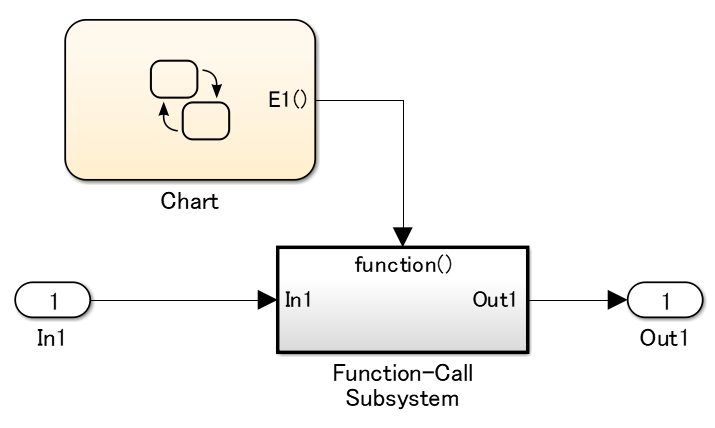 E1()
Chart
function()
1
In1
Out1
1
In1
Out1
Function-Call
Subsystem